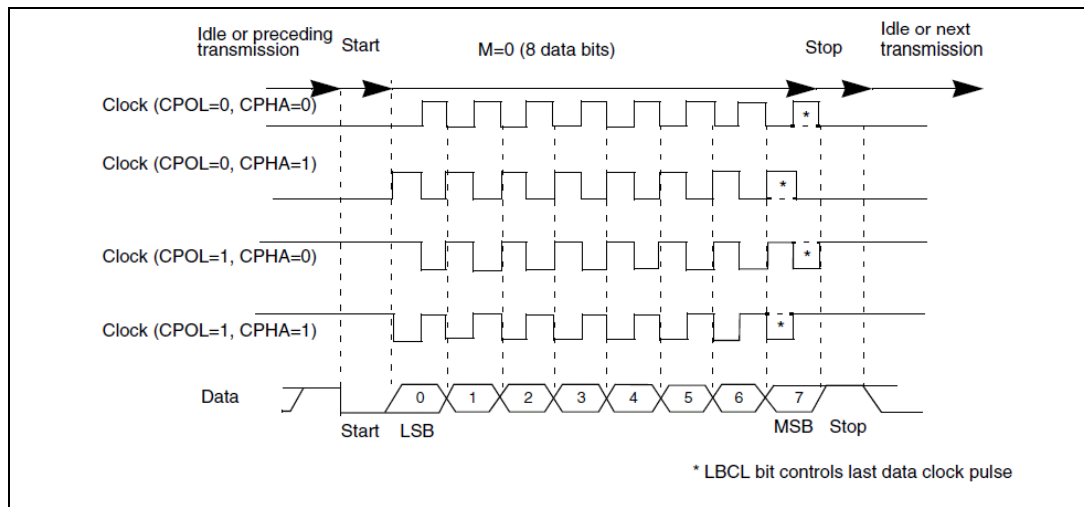 Idle or preceding
transmission
Start
M=0 (8 data bits)
Stop
Idle or next
transmission
Clock (CPOL=0, CPHA=0)
*
Clock (CPOL=0, CPHA=1)
*
Clock (CPOL=1, CPHA=0)
*
Clock (CPOL=1, CPHA=1)
*
Data
0 1 2 3 4 5 6 7
Start LSB MSB Stop
* LBCL bit controls last data clock pulse